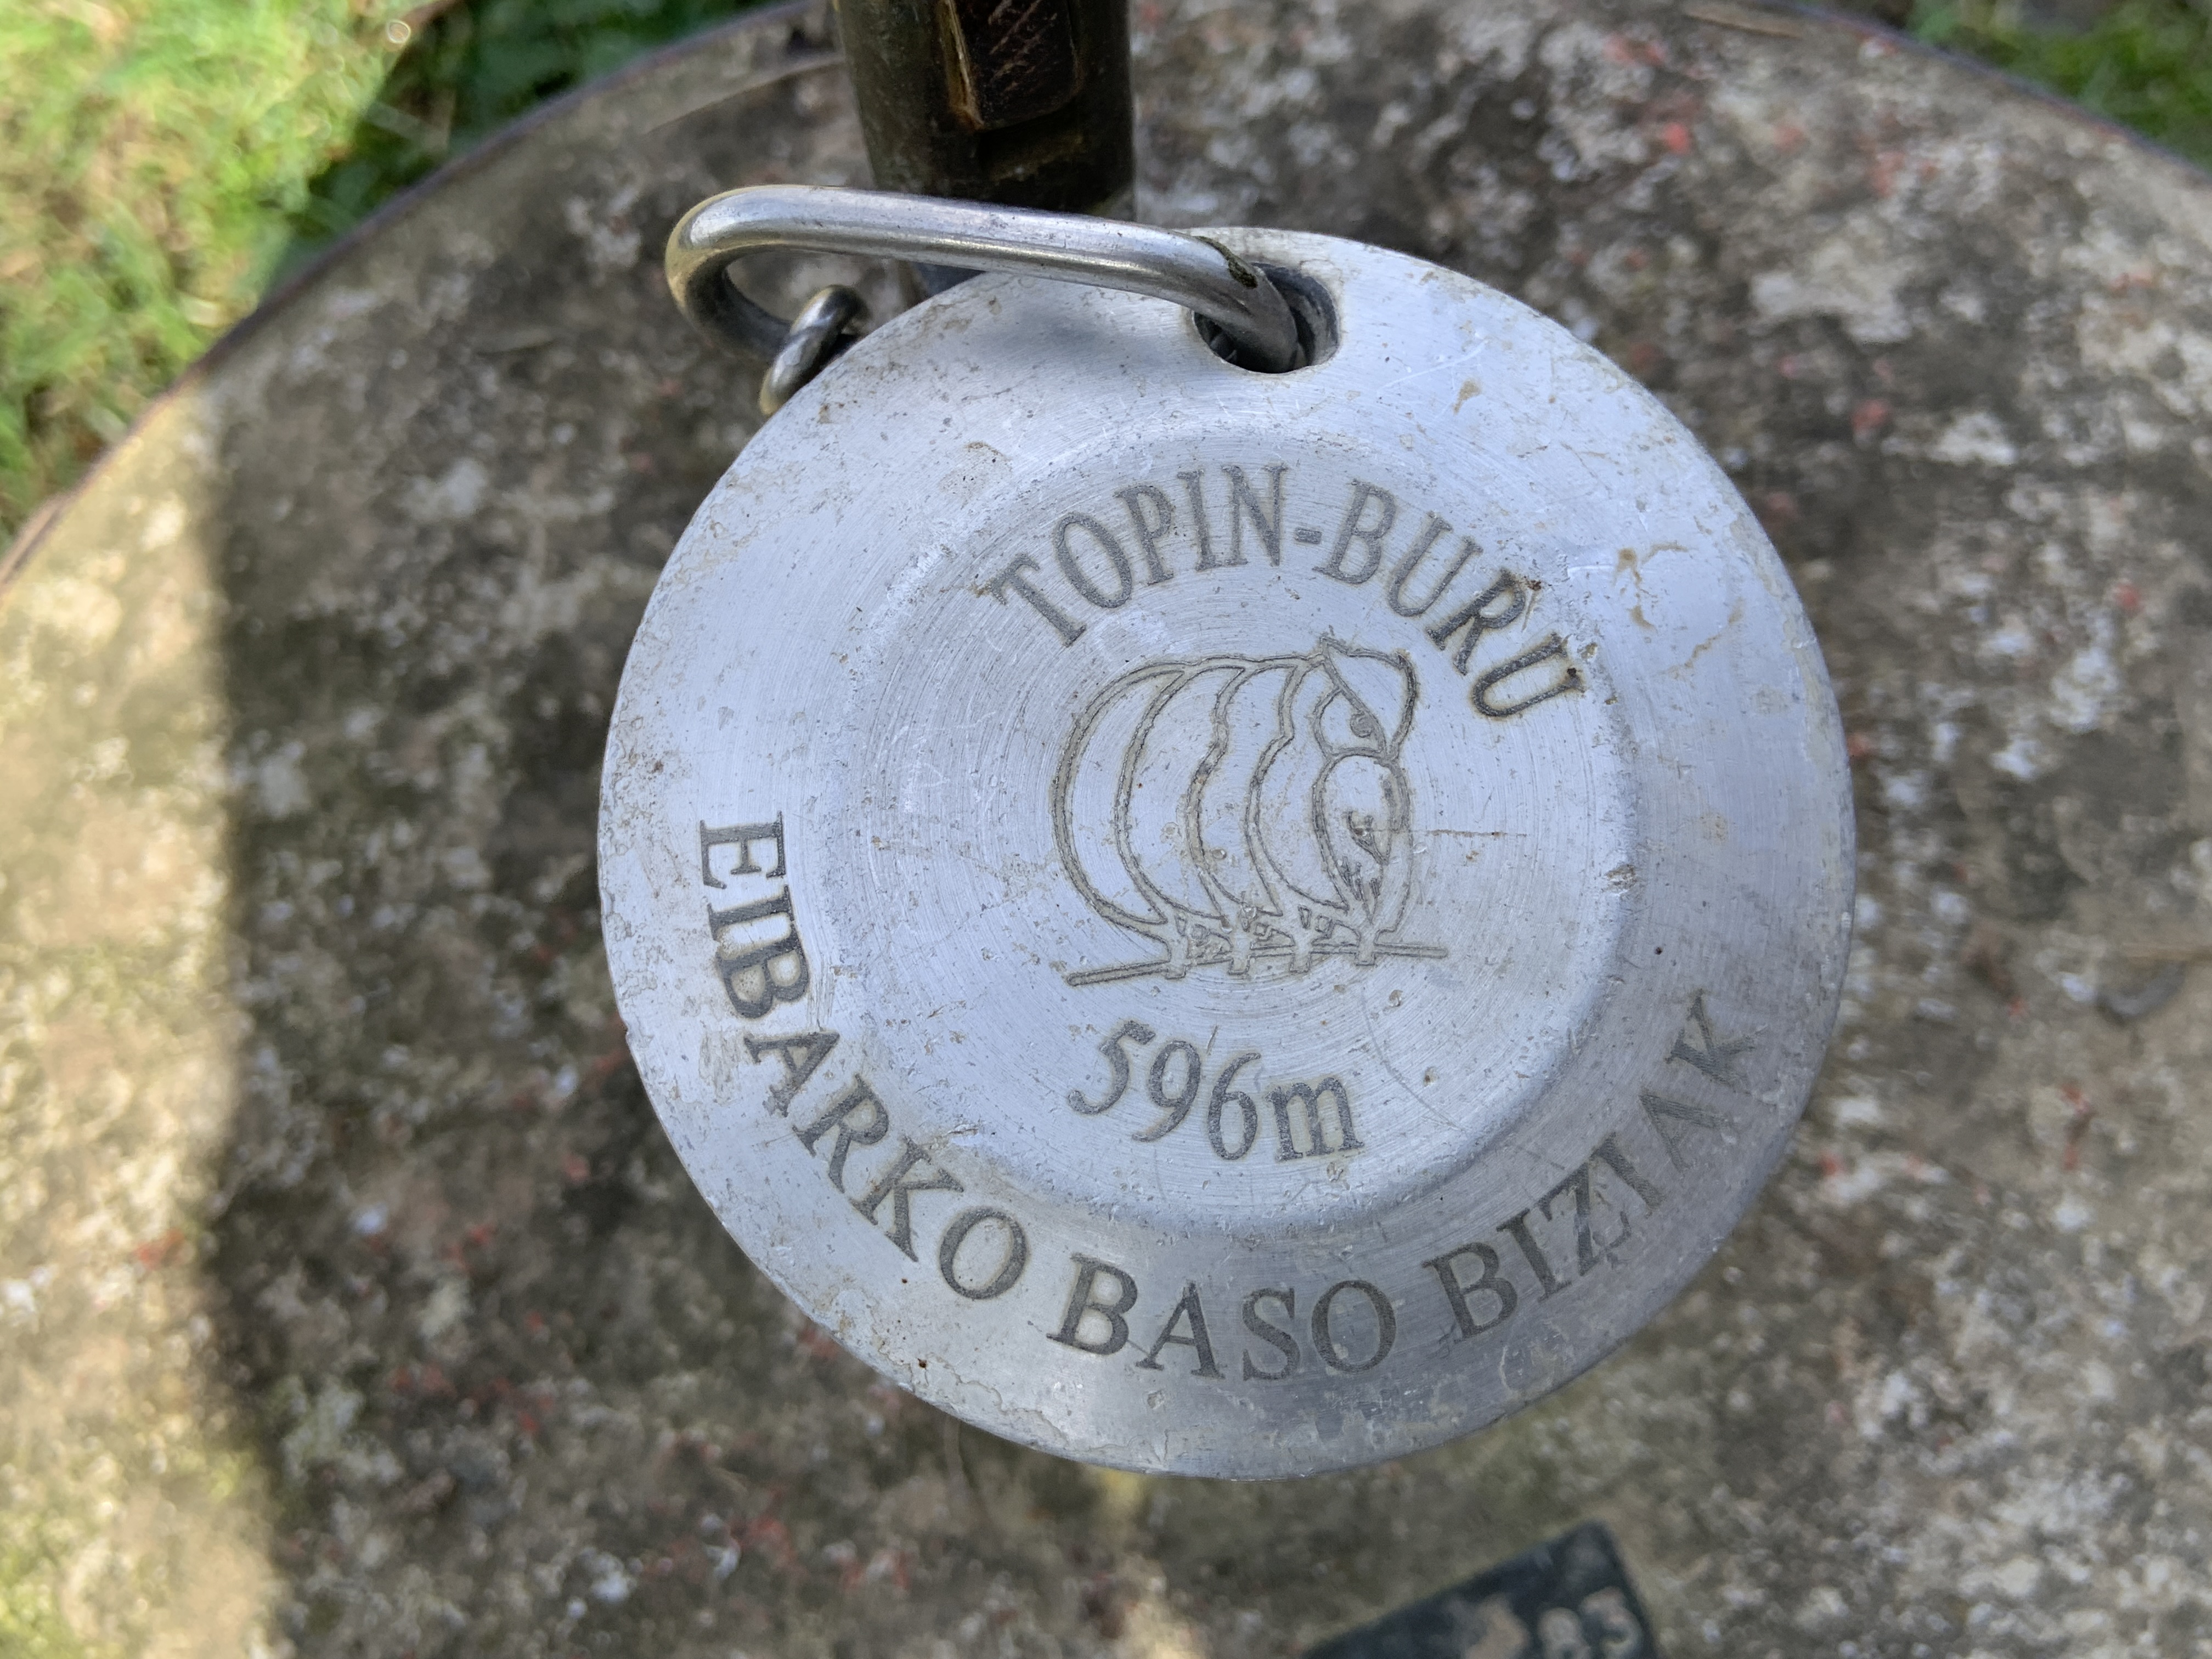 TOPIN-BURU
596m
EIBARKO BASO BIZIAK